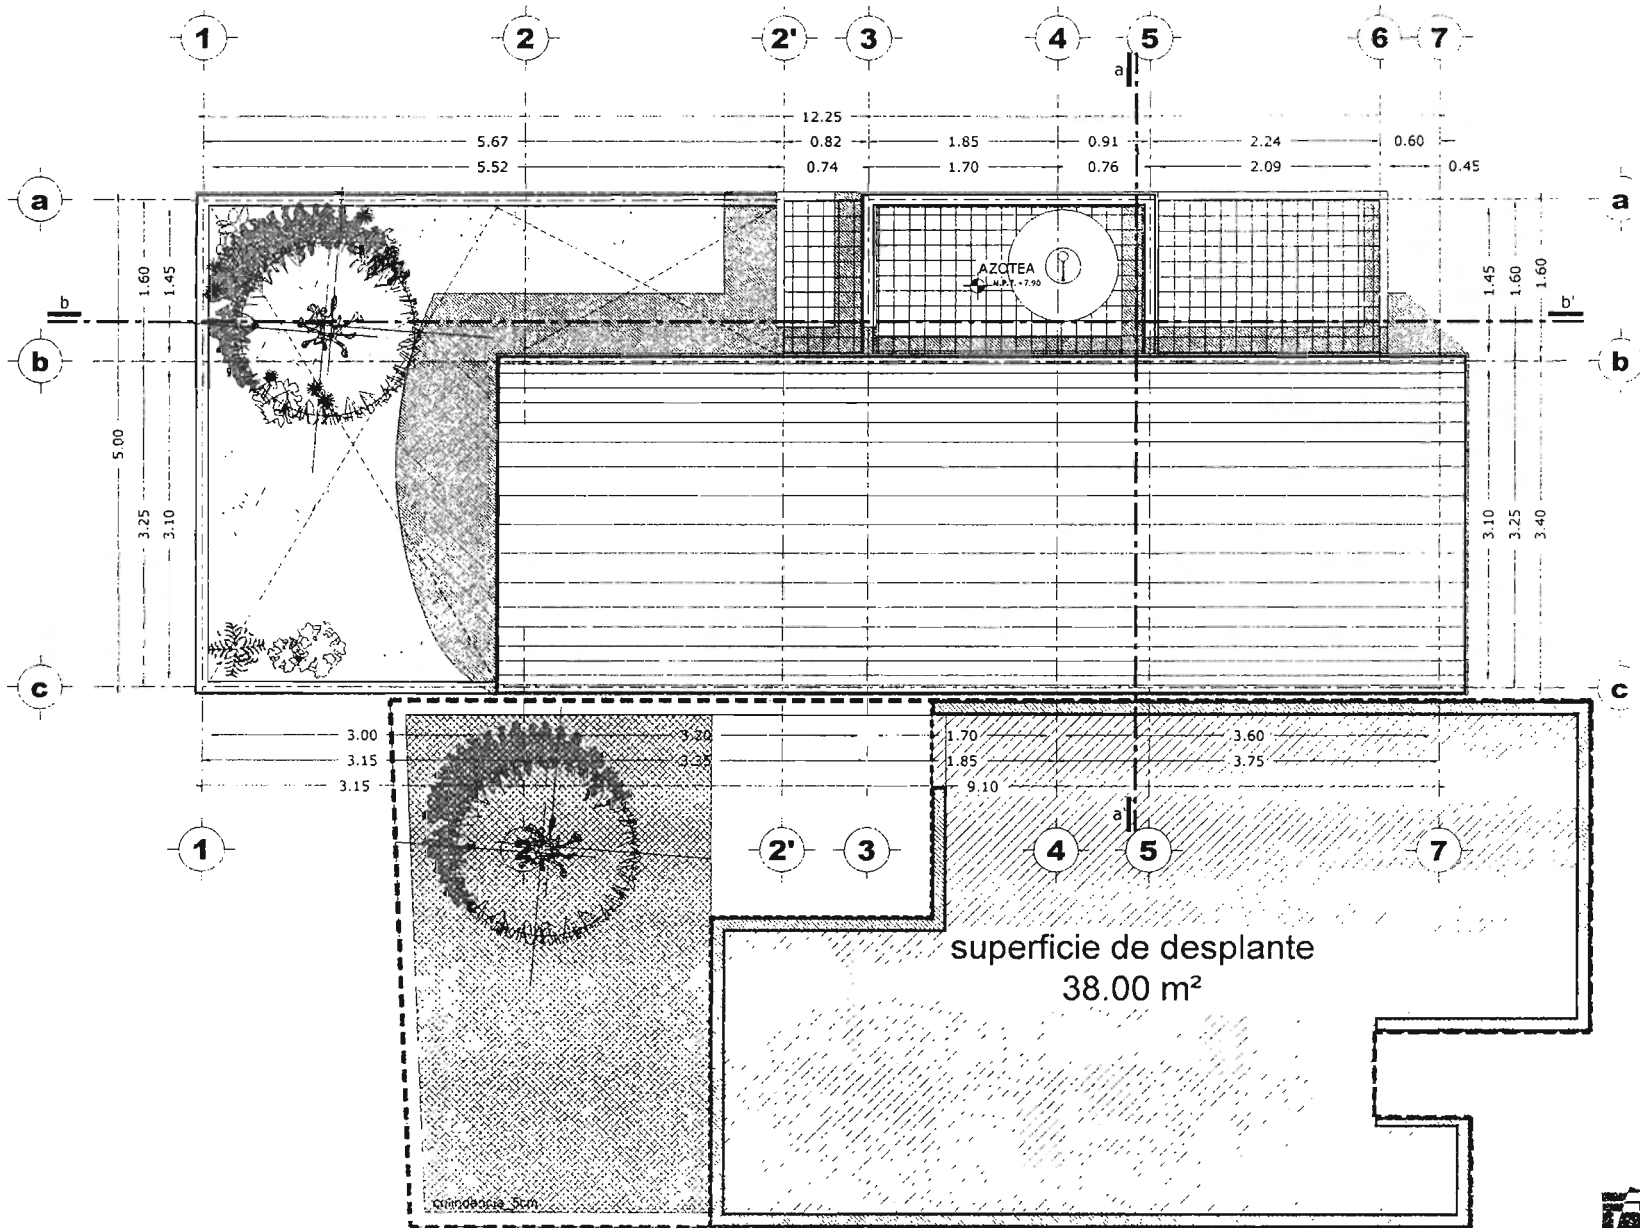 1 2 2' 3 4 5 6 7
a
12.25
5.67 0.82 1.85 0.91 2.24 0.60
5.52 0.74 1.70 0.76 2.09 0.45
a a
1.60 1.45 1.45 1.60 1.60
AZOTEA
N.P.T. +7.90
b b'
b b
5.00
3.25 3.10 3.10 3.25 3.40
c c
3.00 3.20 1.70 3.60
3.15 3.35 1.85 3.75
3.15 9.10
a'
1 2 2' 3 4 5 7
superficie de desplante
38.00 m²
colindancia_5cm